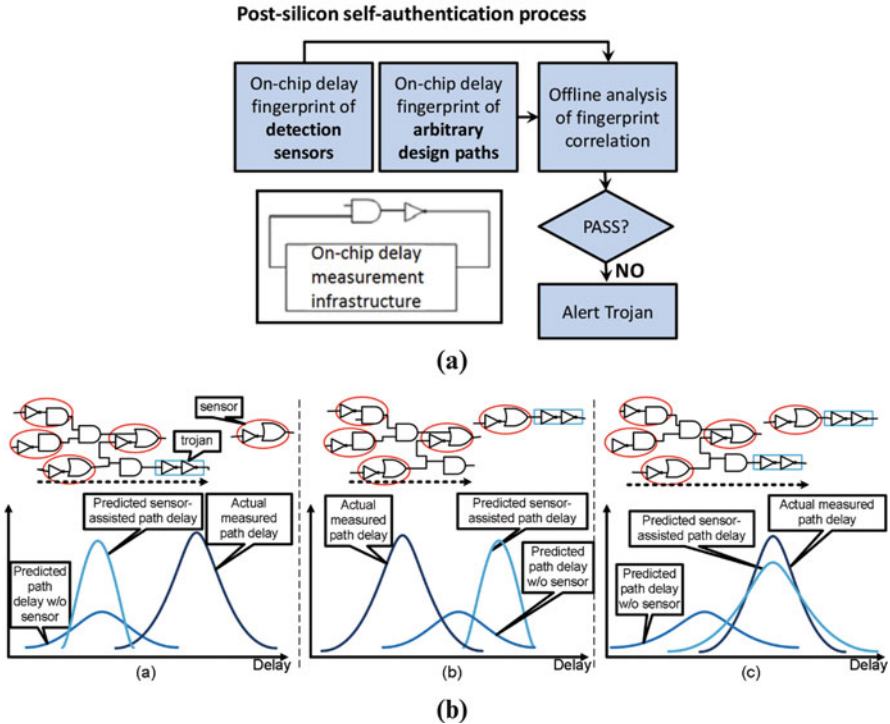 Post-silicon self-authentication process
On-chip delay
fingerprint of
detection
sensors
On-chip delay
fingerprint of
arbitrary
design paths
Offline analysis
of fingerprint
correlation
On-chip delay
measurement
infrastructure
PASS?
NO
Alert Trojan
(a)
sensor
trojan
Predicted sensor-
assisted path delay
Actual
measured
path delay
Predicted
path
delay w/o
sensor
Delay
(a)
Actual
measured
path delay
Predicted sensor-
assisted path delay
Predicted
path delay
w/o sensor
Delay
(b)
Actual measured
path delay
Predicted sensor-
assisted path delay
Predicted
path delay
w/o sensor
Delay
(c)
(b)